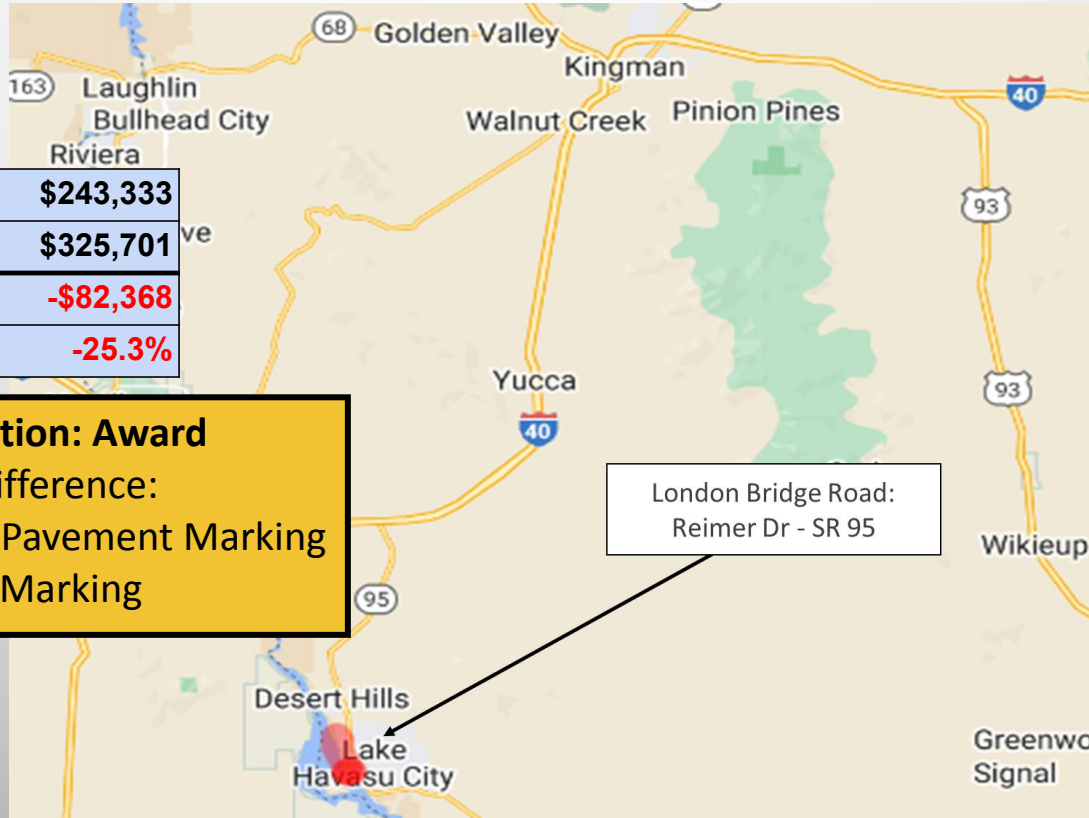 68
Golden Valley
Kingman
163
Laughlin
40
Bullhead City
Walnut Creek
Pinion Pines
Riviera
$243,333
93
$325,701
ve
-$82,368
-25.3%
Yucca
93
40
tion: Award
ifference:
London Bridge Road:
Reimer Dr - SR 95
Pavement Marking
Wikieup
Marking
95
Desert Hills
Lake
Havasu City
Greenwo
Signal